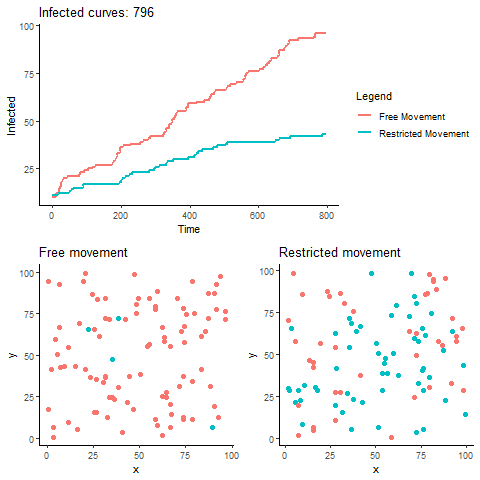 Infected curves: 796
100
75
50
25
Infected
0
200
400
600
800
Time
Legend
Free Movement
Restricted Movement
Free movement
Restricted movement
100
75
50
25
0
y
0
25
50
75
100
x
100
75
50
25
0
y
0
25
50
75
100
x